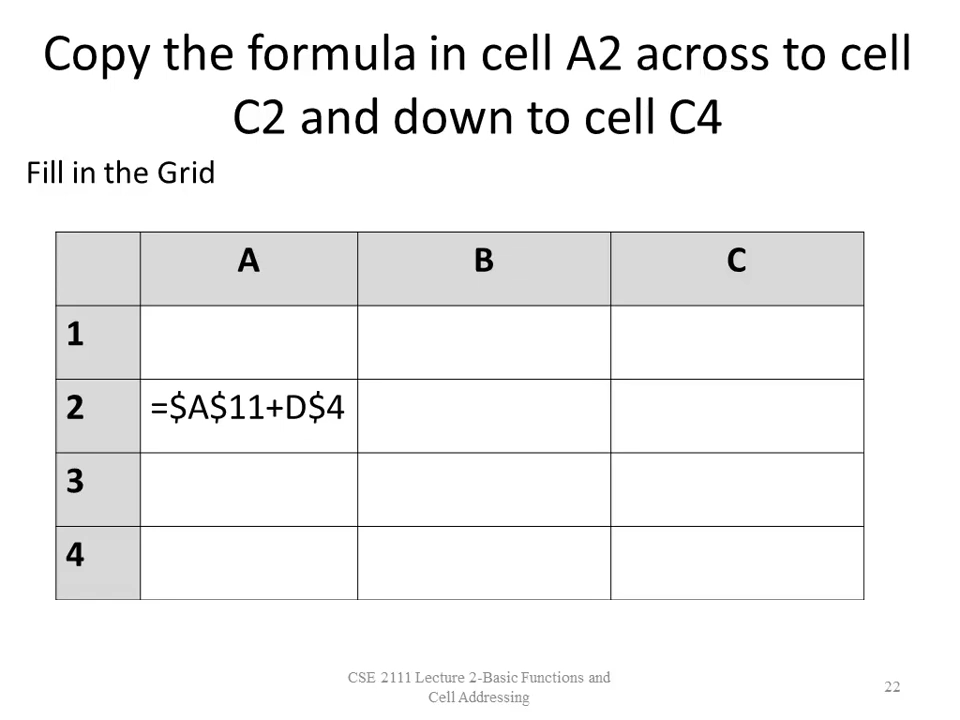 Copy the formula in cell A2 across to cell
C2 and down to cell C4
Fill in the Grid
A B C
1
2 =$A$11+D$4
3
4
CSE 2111 Lecture 2-Basic Functions and
Cell Addressing
22